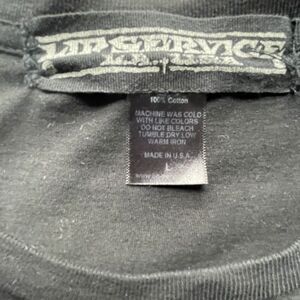 LIP SERVICE
100% Cotton
MACHINE WAS COLD
WITH LIKE COLORS
DO NOT BLEACH
TUMBLE DRY LOW
WARM IRON
MADE IN U.S.A.
L